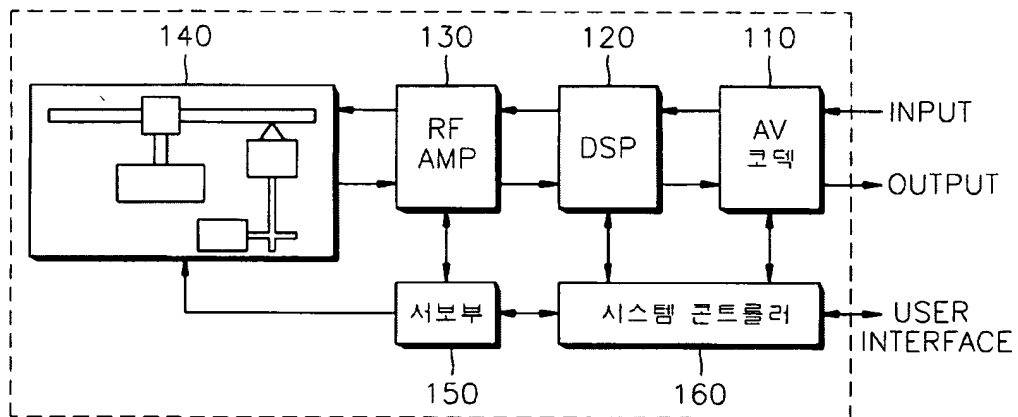 140
130
120
110
RF
AMP
DSP
AV
코덱
INPUT
OUTPUT
서보부
시스템 콘트롤러
USER
INTERFACE
150
160